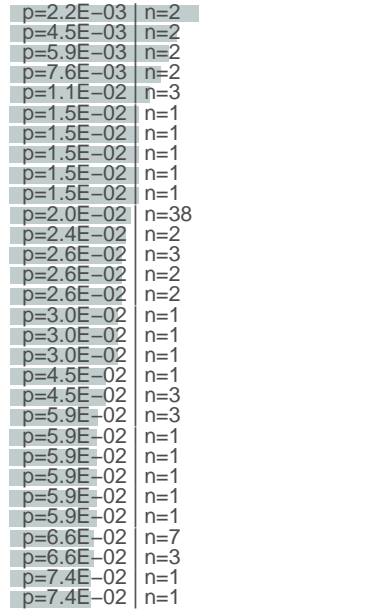 p=2.2E−03 | n=2
p=4.5E−03 | n=2
p=5.9E−03 | n=2
p=7.6E−03 | n=2
p=1.1E−02 | n=3
p=1.5E−02 | n=1
p=1.5E−02 | n=1
p=1.5E−02 | n=1
p=1.5E−02 | n=1
p=1.5E−02 | n=1
p=2.0E−02 | n=38
p=2.4E−02 | n=2
p=2.6E−02 | n=3
p=2.6E−02 | n=2
p=2.6E−02 | n=2
p=3.0E−02 | n=1
p=3.0E−02 | n=1
p=3.0E−02 | n=1
p=4.5E−02 | n=1
p=4.5E−02 | n=3
p=5.9E−02 | n=3
p=5.9E−02 | n=1
p=5.9E−02 | n=1
p=5.9E−02 | n=1
p=5.9E−02 | n=1
p=5.9E−02 | n=1
p=6.6E−02 | n=7
p=6.6E−02 | n=3
p=7.4E−02 | n=1
p=7.4E−02 | n=1